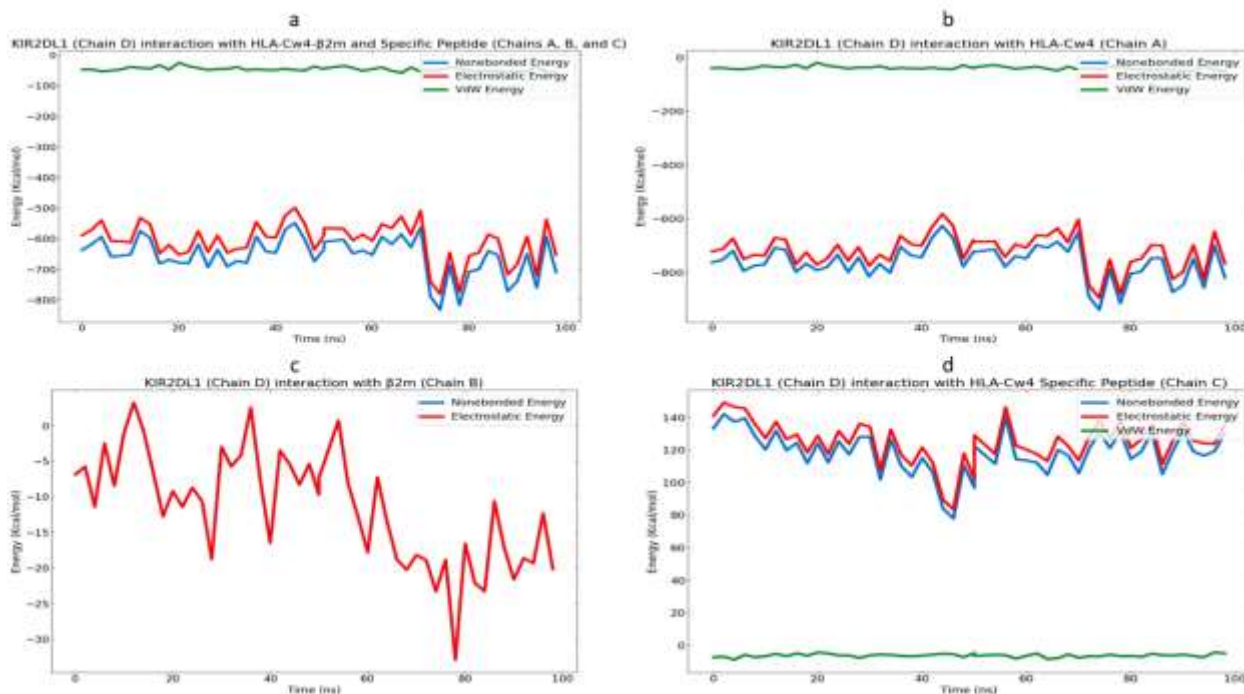 a
KIR2DL1 (Chain D) interaction with HLA-Cw4-β2m and Specific Peptide (Chains A, B, and C)
0
−100
−200
−300
−400
−500
−600
−700
−800
Energy (Kcal/mol)
Nonebonded Energy
Electrostatic Energy
VdW Energy
0 20 40 60 80 100
Time (ns)
b
KIR2DL1 (Chain D) interaction with HLA-Cw4 (Chain A)
0
−200
−400
−600
−800
Energy (Kcal/mol)
Nonebonded Energy
Electrostatic Energy
VdW Energy
0 20 40 60 80 100
Time (ns)
c
KIR2DL1 (Chain D) interaction with β2m (Chain B)
0
−5
−10
−15
−20
−25
−30
Energy (Kcal/mol)
Nonebonded Energy
Electrostatic Energy
0 20 40 60 80 100
Time (ns)
d
KIR2DL1 (Chain D) interaction with HLA-Cw4 Specific Peptide (Chain C)
140
120
100
80
60
40
20
0
Energy (Kcal/mol)
Nonebonded Energy
Electrostatic Energy
VdW Energy
0 20 40 60 80 100
Time (ns)